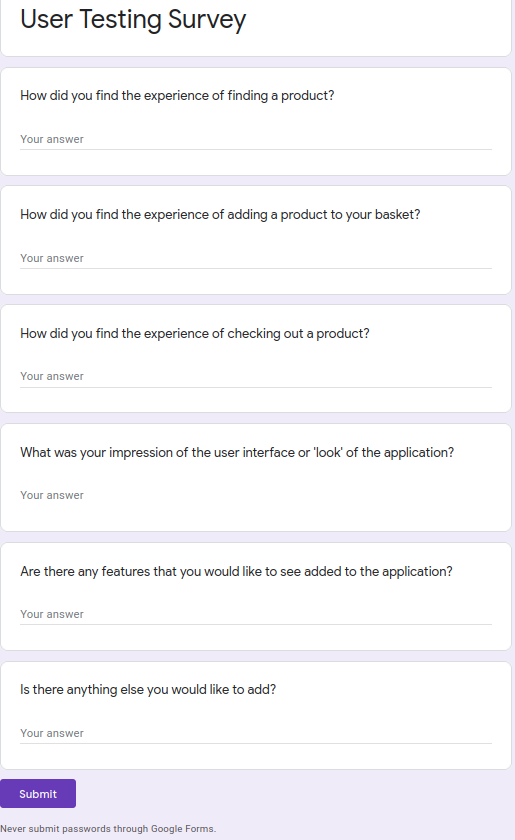 User Testing Survey
How did you find the experience of finding a product?
Your answer
How did you find the experience of adding a product to your basket?
Your answer
How did you find the experience of checking out a product?
Your answer
What was your impression of the user interface or 'look' of the application?
Your answer
Are there any features that you would like to see added to the application?
Your answer
Is there anything else you would like to add?
Your answer
Submit
Never submit passwords through Google Forms.